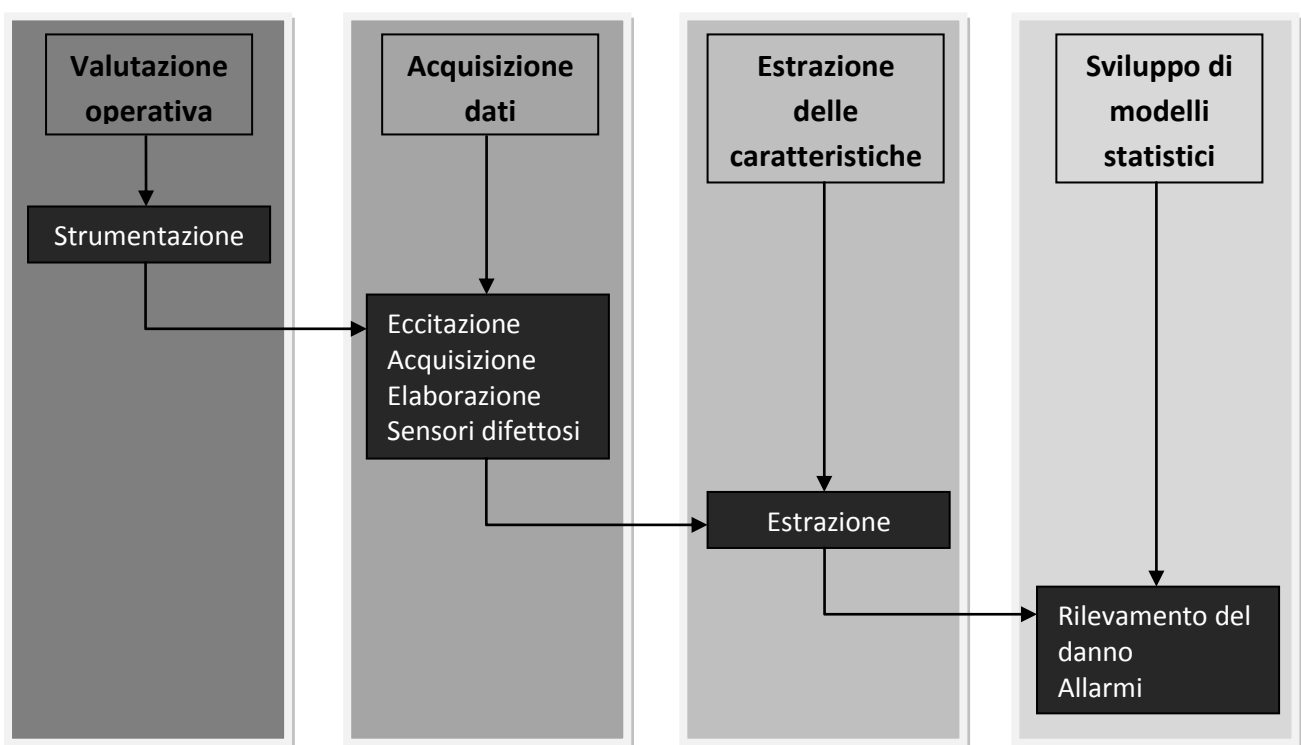 Valutazione
operativa
Acquisizione
dati
Estrazione
delle
caratteristiche
Sviluppo di
modelli
statistici
Strumentazione
Eccitazione
Acquisizione
Elaborazione
Sensori difettosi
Estrazione
Rilevamento del
danno
Allarmi